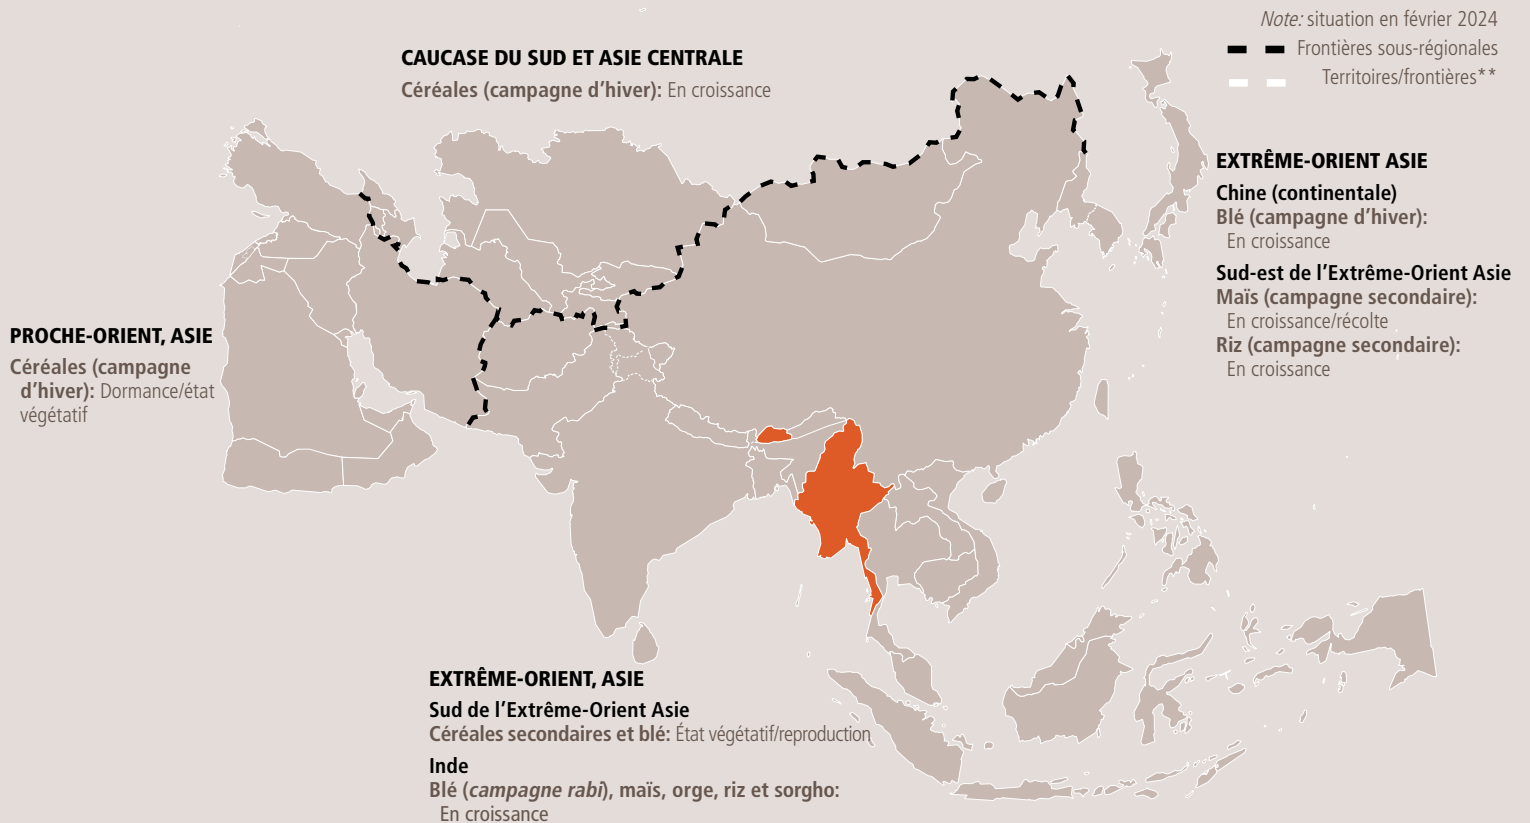 Note: situation en février 2024
Frontières sous-régionales
Territoires/frontières**
CAUCASE DU SUD ET ASIE CENTRALE
Céréales (campagne d’hiver): En croissance
EXTRÊME-ORIENT ASIE
Chine (continentale)
Blé (campagne d’hiver):
En croissance
Sud-est de l’Extrême-Orient Asie
Maïs (campagne secondaire):
En croissance/récolte
Riz (campagne secondaire):
En croissance
PROCHE-ORIENT, ASIE
Céréales (campagne
d’hiver): Dormance/état
végétatif
EXTRÊME-ORIENT, ASIE
Sud de l’Extrême-Orient Asie
Céréales secondaires et blé: État végétatif/reproduction
Inde
Blé (campagne rabi), maïs, orge, riz et sorgho:
En croissance